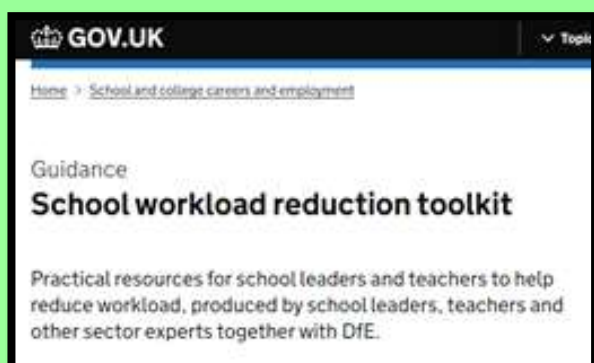 GOV.UK
Topic
Home > School and college careers and employment
Guidance
School workload reduction toolkit
Practical resources for school leaders and teachers to help
reduce workload, produced by school leaders, teachers and
other sector experts together with DfE.